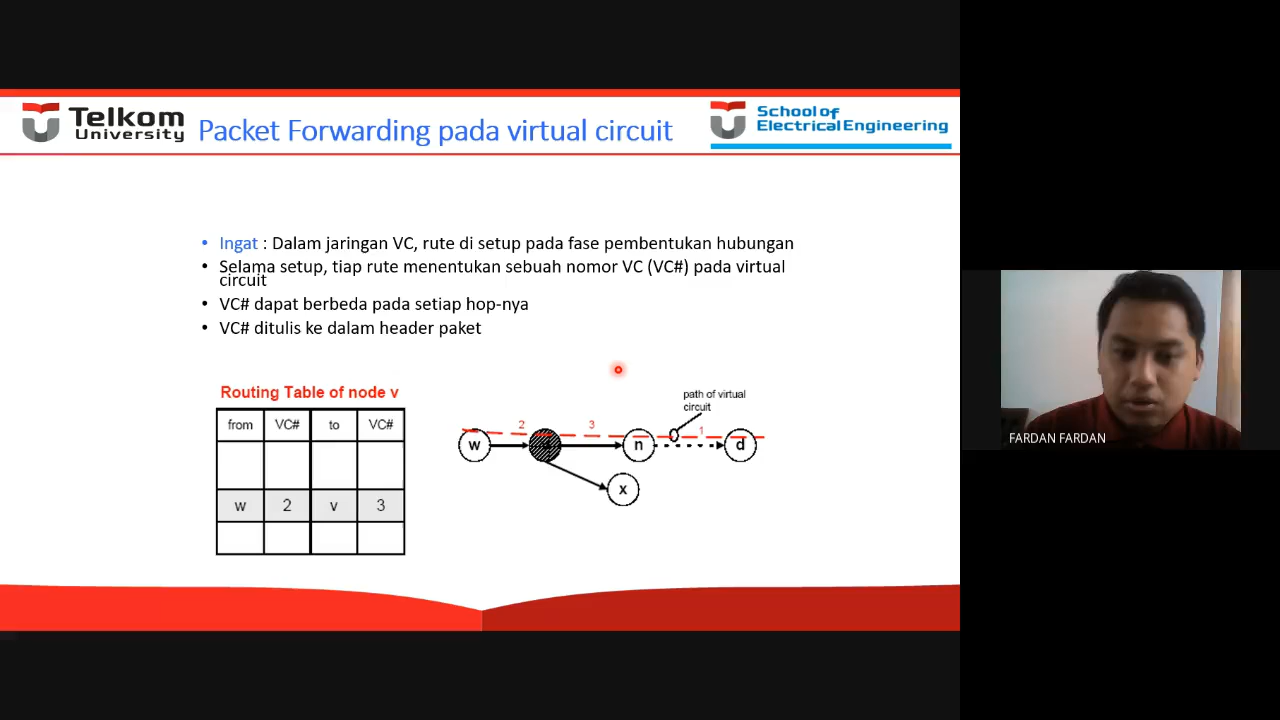 Telkom
University
Packet Forwarding pada virtual circuit
School of
Electrical Engineering
• Ingat : Dalam jaringan VC, rute di setup pada fase pembentukan hubungan
• Selama setup, tiap rute menentukan sebuah nomor VC (VC#) pada virtual
circuit
• VC# dapat berbeda pada setiap hop-nya
• VC# ditulis ke dalam header paket
Routing Table of node v
from VC# to VC#
w 2 v 3
path of virtual
circuit
2 3 1
w n d
x
FARDAN FARDAN